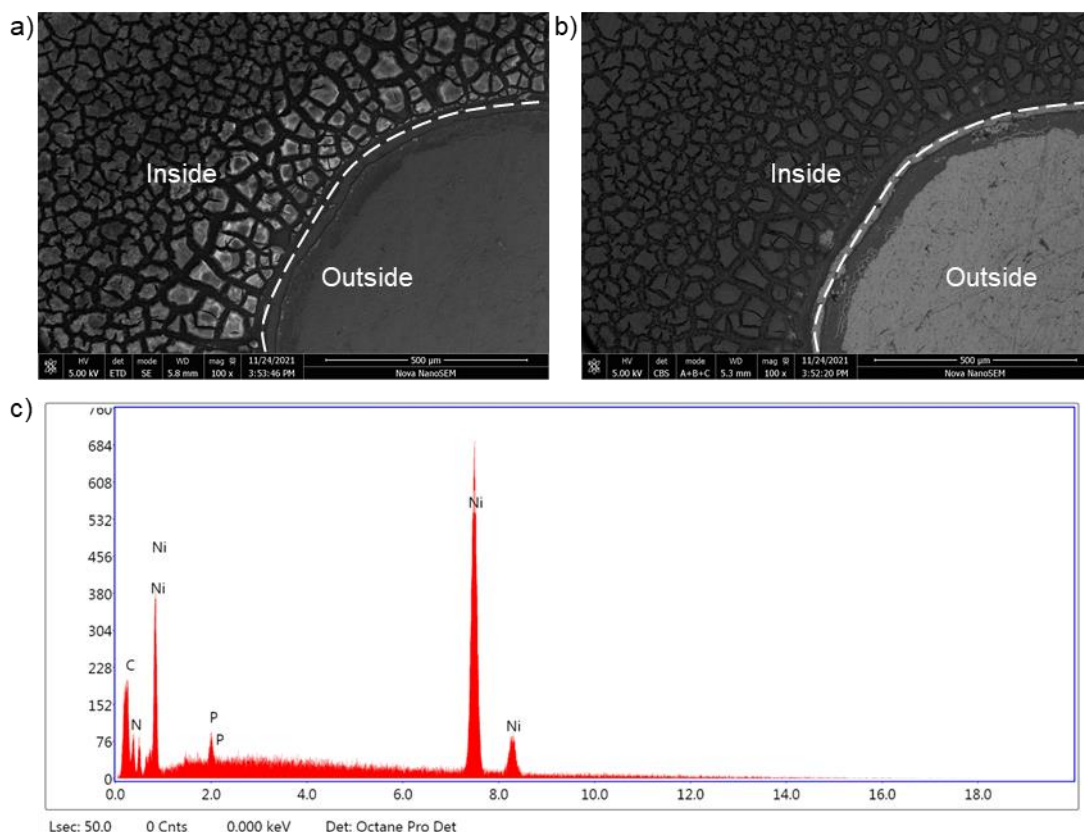 a)
Inside
Outside
HV det mode WD mag 11/24/2021 500 µm
5.00 kV ETD SE 5.8 mm 100 x 3:53:46 PM Nova NanoSEM
b)
Inside
Outside
HV det mode WD mag 11/24/2021 500 µm
5.00 kV CBS A+B+C 5.3 mm 100 x 3:52:20 PM Nova NanoSEM
c)
760
684
608
532
456
380
304
228
152
76
0
C
N
Ni
Ni
P
P
Ni
Ni
0.0 2.0 4.0 6.0 8.0 10.0 12.0 14.0 16.0 18.0
Lsec: 50.0 0 Cnts 0.000 keV Det: Octane Pro Det